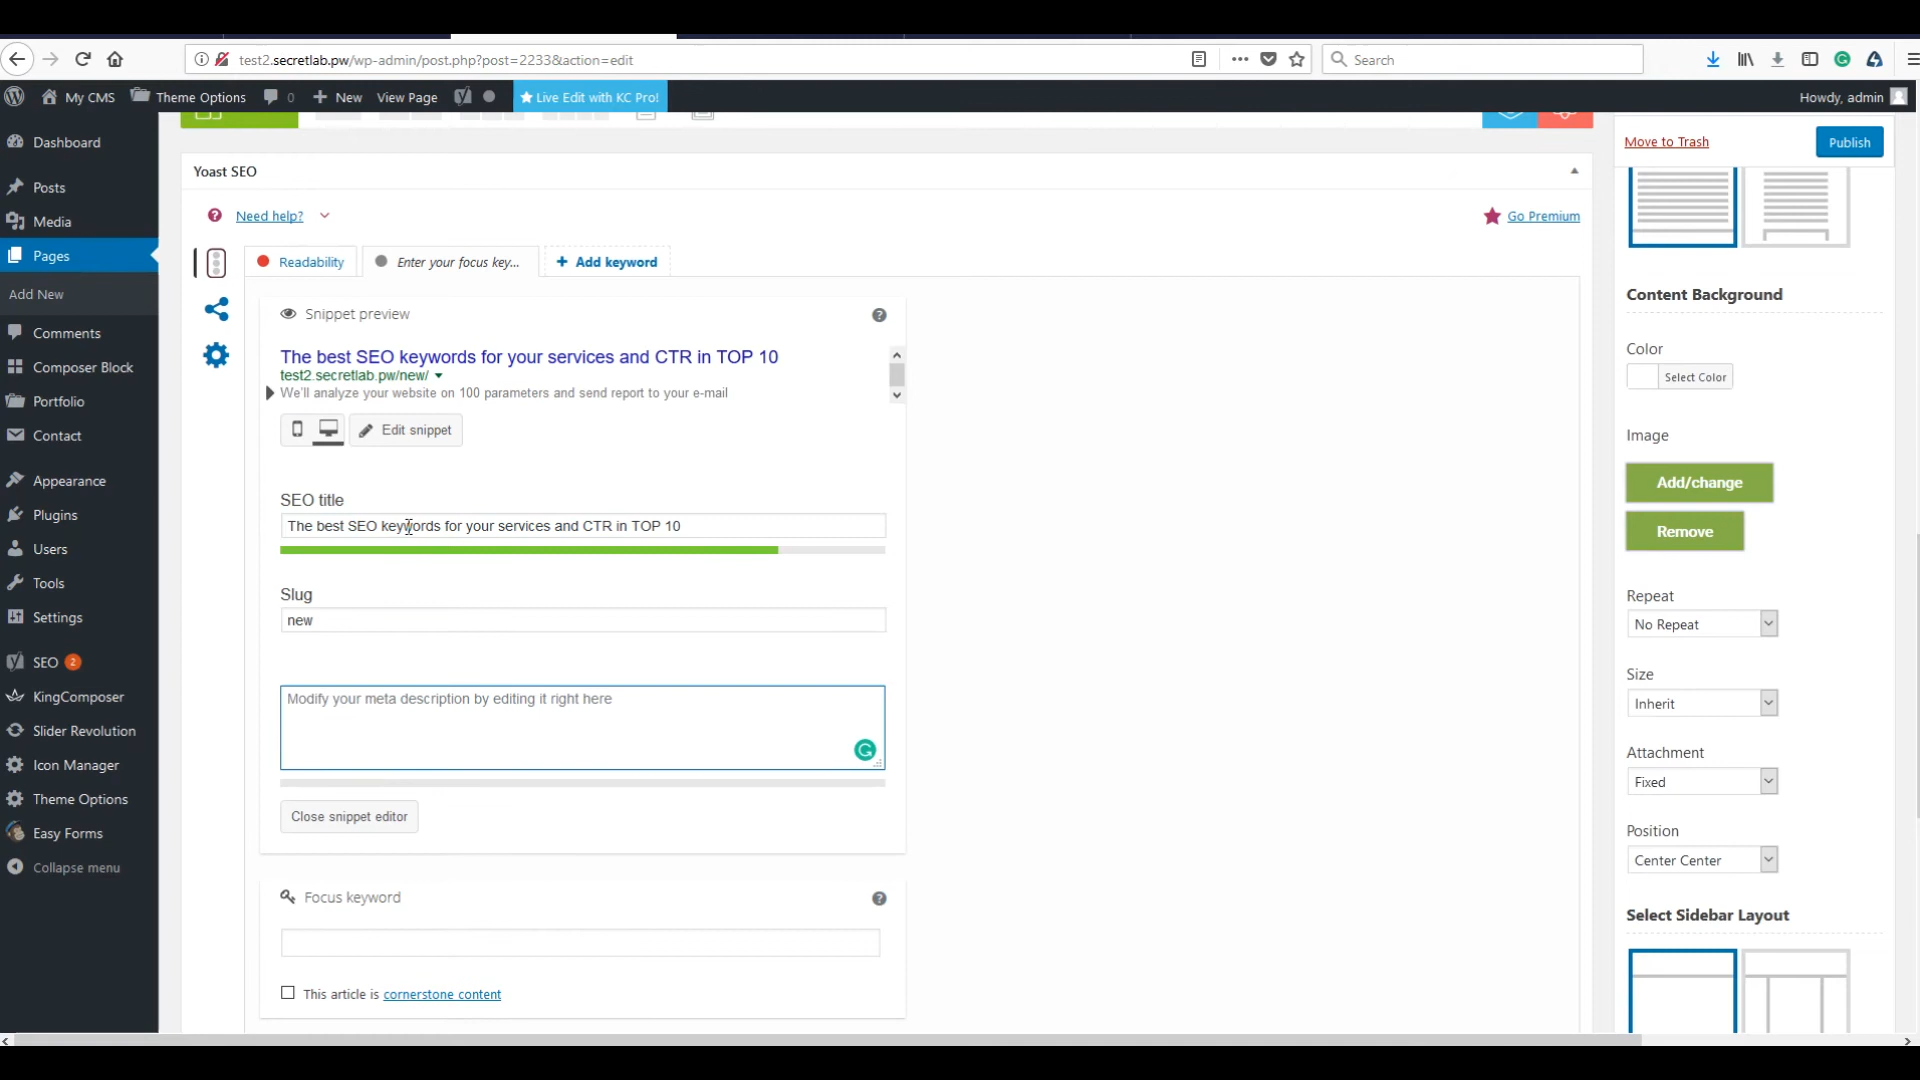 test2.secretlab.pw/wp-admin/post.php?post=2233&action=edit
Search
My CMS
Theme Options
0
New
View Page
Live Edit with KC Pro!
Howdy, admin
Dashboard
Posts
Media
Pages
Add New
Comments
Composer Block
Portfolio
Contact
Appearance
Plugins
Users
Tools
Settings
SEO 2
KingComposer
Slider Revolution
Icon Manager
Theme Options
Easy Forms
Collapse menu
Yoast SEO
Need help?
Go Premium
Readability
Enter your focus key...
+ Add keyword
Snippet preview
The best SEO keywords for your services and CTR in TOP 10
test2.secretlab.pw/new/
We'll analyze your website on 100 parameters and send report to your e-mail
Edit snippet
SEO title
The best SEO keywords for your services and CTR in TOP 10
Slug
new
Modify your meta description by editing it right here
Close snippet editor
Focus keyword
This article is cornerstone content
Move to Trash
Publish
Content Background
Color
Select Color
Image
Add/change
Remove
Repeat
No Repeat
Size
Inherit
Attachment
Fixed
Position
Center Center
Select Sidebar Layout